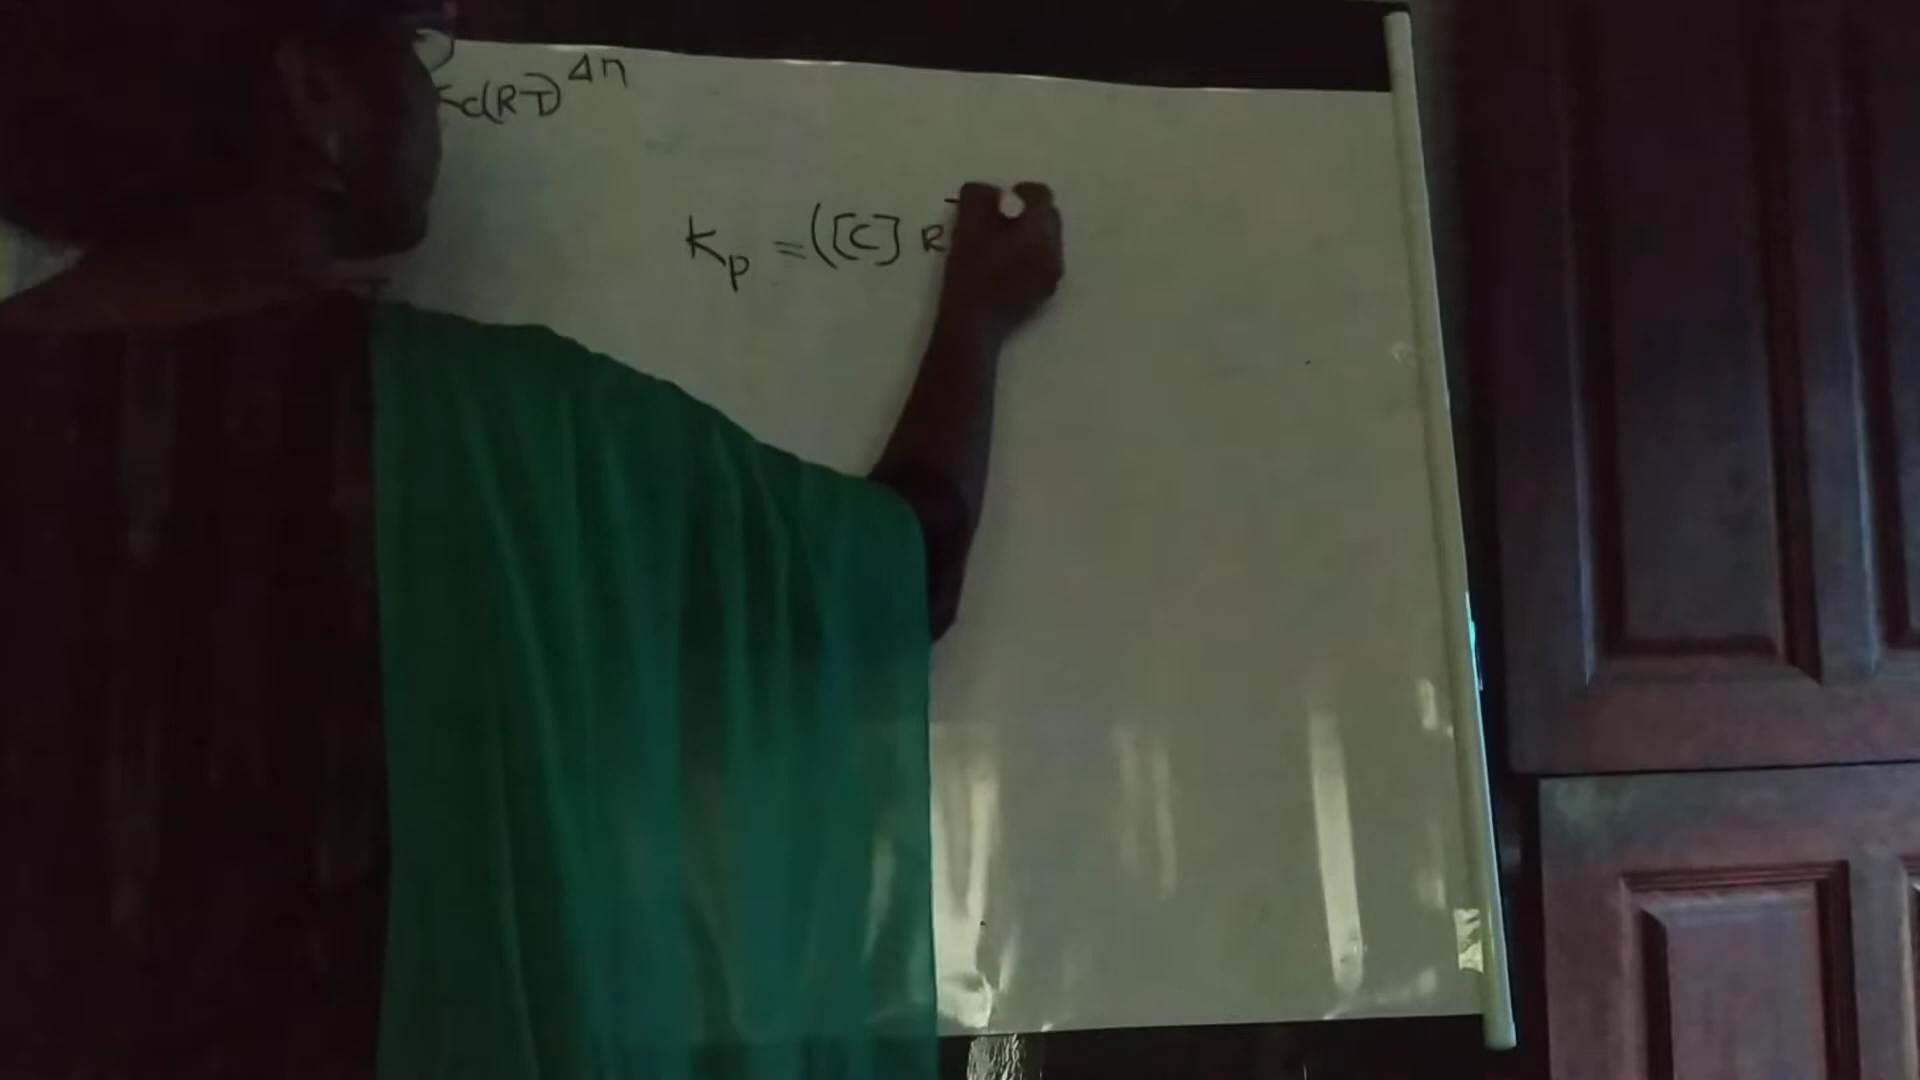 Kc(RT)^Δn
Kp = ([C] R